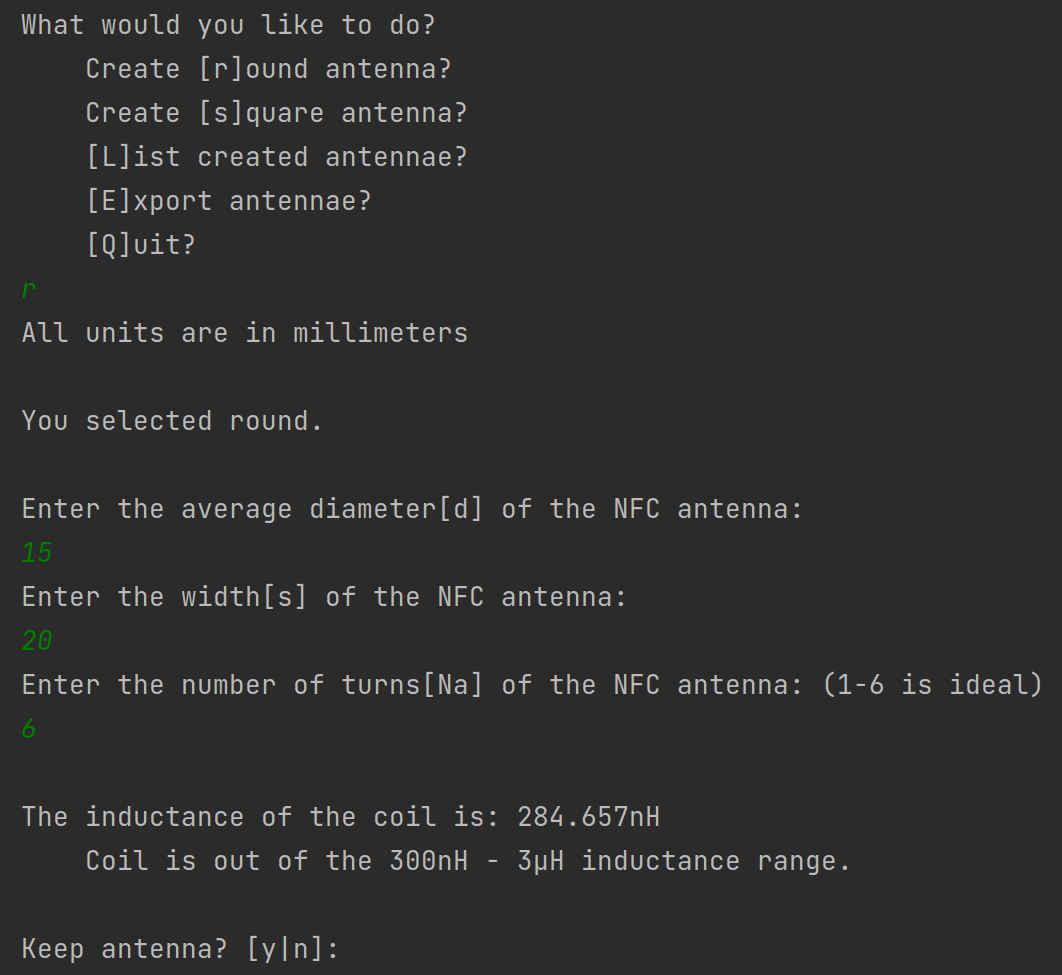 What would you like to do?
Create [r]ound antenna?
Create [s]quare antenna?
[L]ist created antennae?
[E]xport antennae?
[Q]uit?
r
All units are in millimeters
You selected round.
Enter the average diameter[d] of the NFC antenna:
15
Enter the width[s] of the NFC antenna:
20
Enter the number of turns[Na] of the NFC antenna: (1-6 is ideal)
6
The inductance of the coil is: 284.657nH
Coil is out of the 300nH - 3µH inductance range.
Keep antenna? [y|n]: